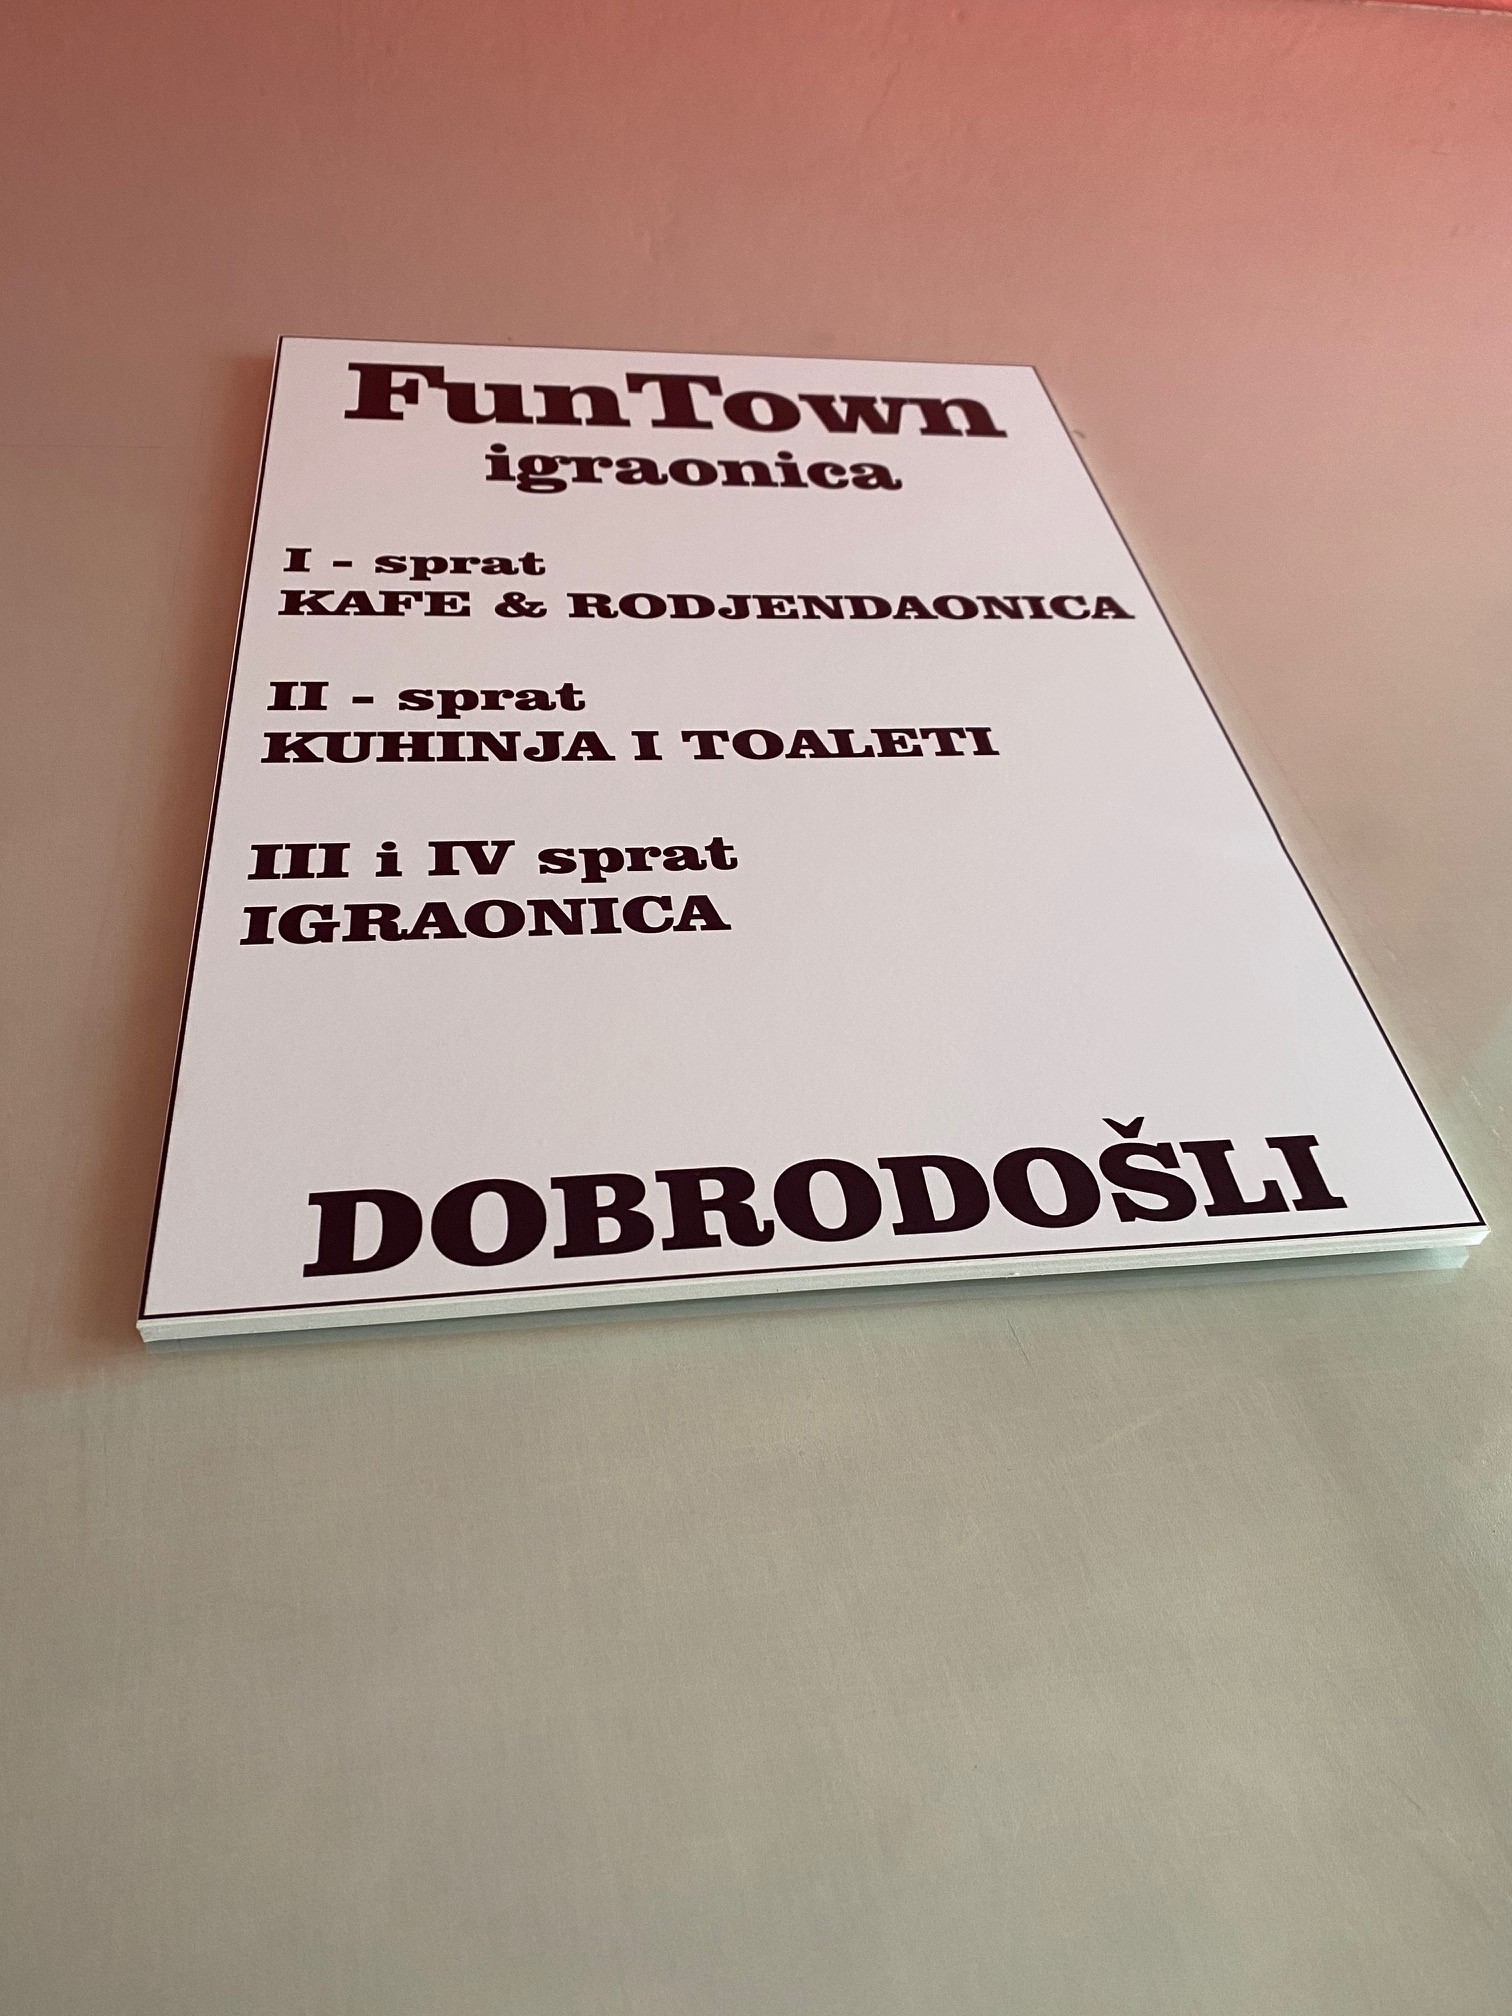 FunTown
igraonica
I - sprat
KAFE & RODJENDAONICA
II - sprat
KUHINJA I TOALETI
III i IV sprat
IGRAONICA
DOBRODOŠLI